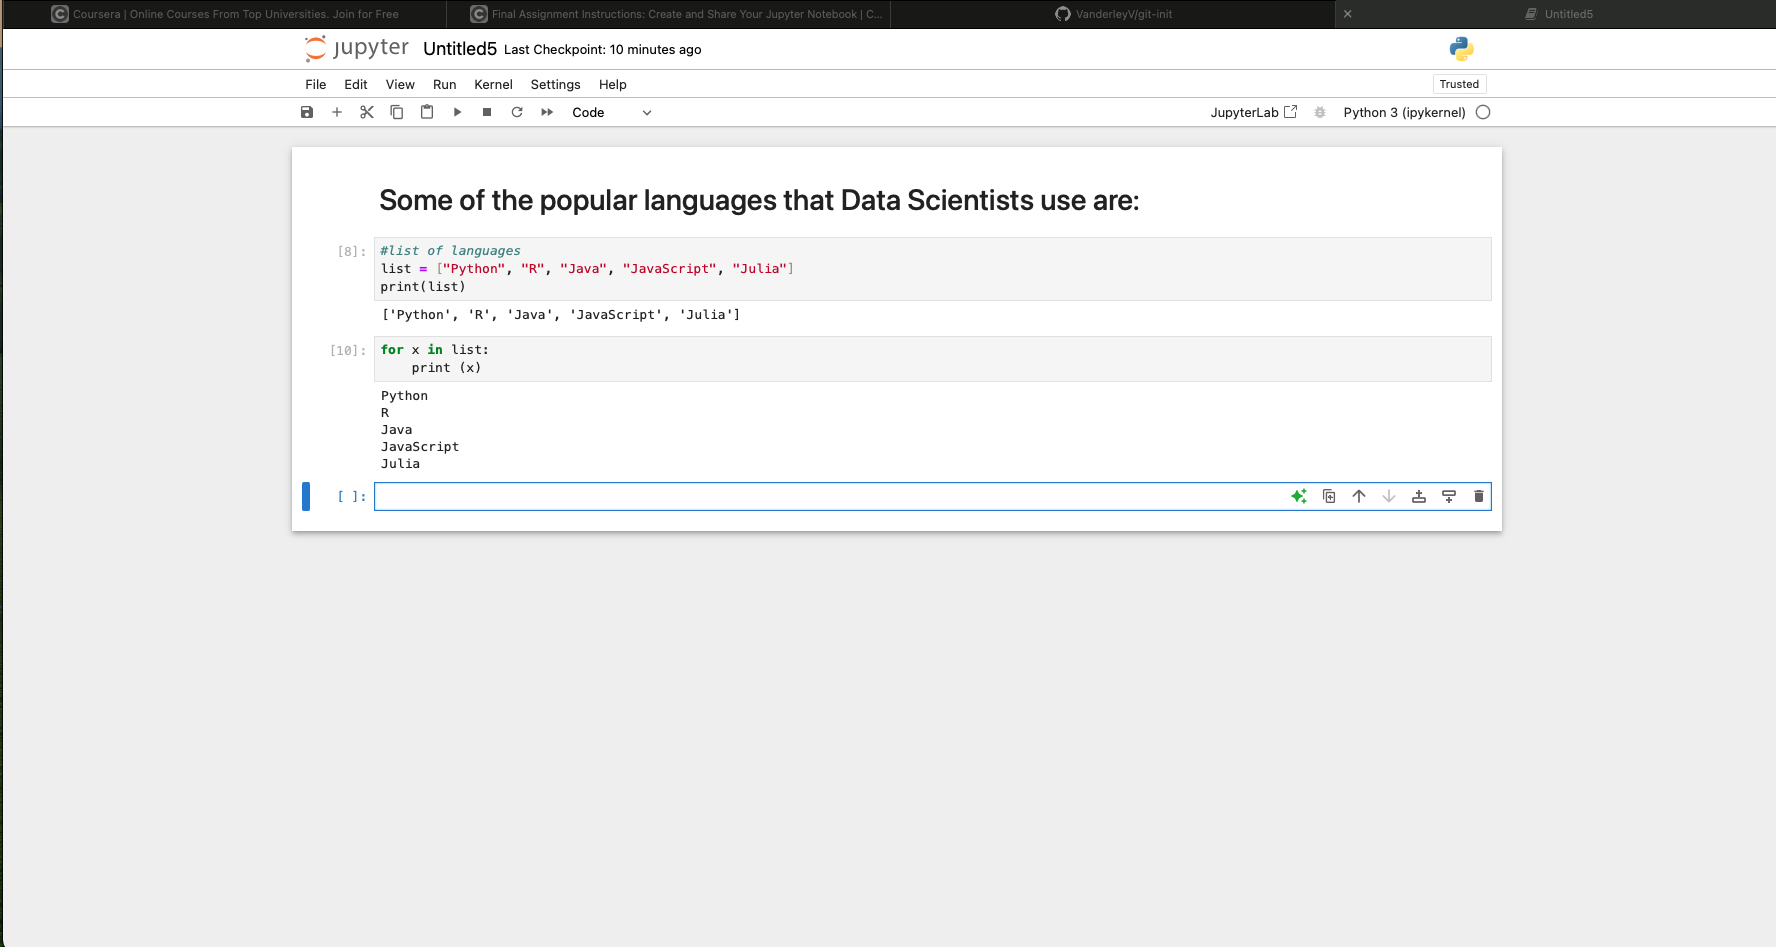 Coursera | Online Courses From Top Universities. Join for Free
Final Assignment Instructions: Create and Share Your Jupyter Notebook | C...
VanderleyV/git-init
Untitled5
jupyter Untitled5 Last Checkpoint: 10 minutes ago
File Edit View Run Kernel Settings Help
Trusted
Code
JupyterLab
Python 3 (ipykernel)
Some of the popular languages that Data Scientists use are:
[8]: #list of languages
list = ["Python", "R", "Java", "JavaScript", "Julia"]
print(list)
['Python', 'R', 'Java', 'JavaScript', 'Julia']
[10]: for x in list:
    print (x)
Python
R
Java
JavaScript
Julia
[ ]: